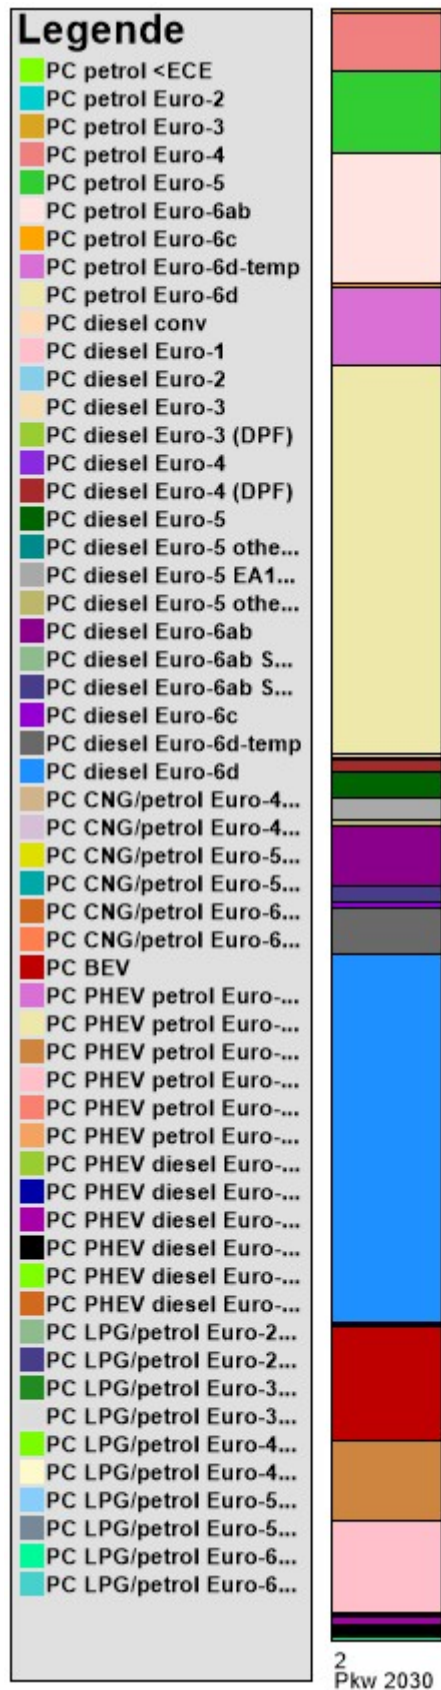 Legende
PC petrol <ECE
PC petrol Euro-2
PC petrol Euro-3
PC petrol Euro-4
PC petrol Euro-5
PC petrol Euro-6ab
PC petrol Euro-6c
PC petrol Euro-6d-temp
PC petrol Euro-6d
PC diesel conv
PC diesel Euro-1
PC diesel Euro-2
PC diesel Euro-3
PC diesel Euro-3 (DPF)
PC diesel Euro-4
PC diesel Euro-4 (DPF)
PC diesel Euro-5
PC diesel Euro-5 othe...
PC diesel Euro-5 EA1...
PC diesel Euro-5 othe...
PC diesel Euro-6ab
PC diesel Euro-6ab S...
PC diesel Euro-6ab S...
PC diesel Euro-6c
PC diesel Euro-6d-temp
PC diesel Euro-6d
PC CNG/petrol Euro-4...
PC CNG/petrol Euro-4...
PC CNG/petrol Euro-5...
PC CNG/petrol Euro-5...
PC CNG/petrol Euro-6...
PC CNG/petrol Euro-6...
PC BEV
PC PHEV petrol Euro-...
PC PHEV petrol Euro-...
PC PHEV petrol Euro-...
PC PHEV petrol Euro-...
PC PHEV petrol Euro-...
PC PHEV petrol Euro-...
PC PHEV diesel Euro-...
PC PHEV diesel Euro-...
PC PHEV diesel Euro-...
PC PHEV diesel Euro-...
PC PHEV diesel Euro-...
PC PHEV diesel Euro-...
PC LPG/petrol Euro-2...
PC LPG/petrol Euro-2...
PC LPG/petrol Euro-3...
PC LPG/petrol Euro-3...
PC LPG/petrol Euro-4...
PC LPG/petrol Euro-4...
PC LPG/petrol Euro-5...
PC LPG/petrol Euro-5...
PC LPG/petrol Euro-6...
PC LPG/petrol Euro-6...
2
Pkw 2030